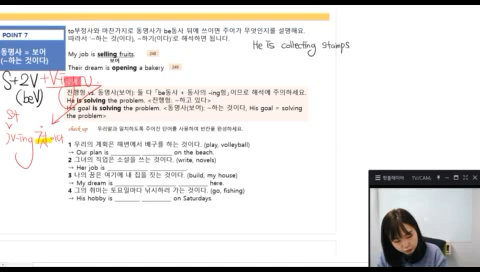 POINT 7
동명사 = 보어
(~하는 것이다)
to부정사와 마찬가지로 동명사가 be동사 뒤에 쓰이면 주어가 무엇인지를 설명해요.
따라서 '~하는 것(이다), ~하기(이다)'로 해석하면 됩니다.
He is collecting stamps
My job is selling fruits.
보어
Their dream is opening a bakery
S+2V
(beV)
진행형 vs. 동명사(보어): 둘 다 「be동사 + 동사의 -ing형」이므로 해석에 주의하세요.
He is solving the problem. <진행형: ~하고 있다>
His goal is solving the problem. <동명사(보어): ~하는 것이다, His goal = solving
the problem>
check up 우리말과 일치하도록 주어진 단어를 사용하여 빈칸을 완성하세요.
1 우리의 계획은 해변에서 배구를 하는 것이다. (play, volleyball)
→ Our plan is ________ ________ on the beach.
2 그녀의 직업은 소설을 쓰는 것이다. (write, novels)
→ Her job is ________ ________.
3 나의 꿈은 여기에 내 집을 짓는 것이다. (build, my house)
→ My dream is ________ ________ here.
4 그의 취미는 토요일마다 낚시하러 가는 것이다. (go, fishing)
→ His hobby is ________ ________ on Saturdays.